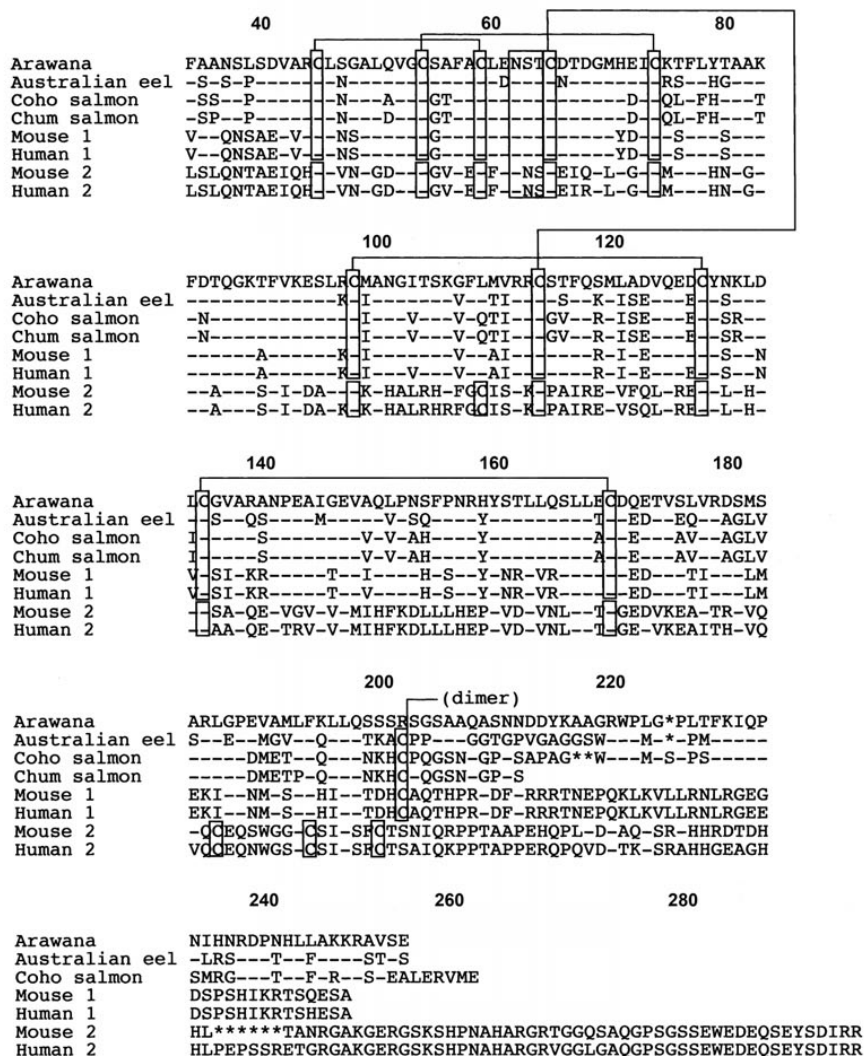 40 60 80
Arawana FAANSLSDVARCLSGALQVGCSAFACLENSTCDTDGMHEICKTFLYTAAK
Australian eel -S-S-P-------N-------------D----N--------RS--HG---
Coho salmon -SS--P-------N---A---GT----------------D-QL-FH---T
Chum salmon -SP--P-------N---D---GT----------------D-QL-FH---T
Mouse 1 V--QNSAE-V---NS------G----------------YD-S---S----
Human 1 V--QNSAE-V---NS------G----------------YD-S---S----
Mouse 2 LSLQNTAEIQH--VN-GD---GV-E-F--NS-EIQ-L-G--M---HN-G-
Human 2 LSLQNTAEIQH--VN-GD---GV-E-F--NS-EIR-L-G--M---HN-G-
100 120
Arawana FDTQGKTFVKESLRCMANGITSKGFLMVRRCSTFQSMLADVQEDCYNKLD
Australian eel -------------K-I-------V--TI----S--K-ISE---E------
Coho salmon -N-------------I---V---V-QTI---GV--R-ISE---E--SR--
Chum salmon -N-------------I---V---V-QTI---GV--R-ISE---E--SR--
Mouse 1 ------A------K-I-------V--AI-------R-I-E---E--S--N
Human 1 ------A------K-I-------V--AI-------R-I-E---E--S--N
Mouse 2 --A---S-I-DA---K-HALRH-FGCIS-K-PAIRE-VFQL-RE--L-H-
Human 2 --A---S-I-DA-K-K-HALRHRFGCIS-K-PAIRE-VSQL-RE--L-H-
140 160 182
Arawana LCGVARANPEAIGEVAQLPNSFPNRHYSTLLQSLLECDQETVSLVRDSMS
Australian eel --S--QS----M-----V-SQ----Y---------T--ED--EQ--AGLV
Coho salmon I-----S--------V--V-AH---Y---------A--E---AV--AGLV
Chum salmon I-----S--------V--V-AH---Y---------A--E---AV--AGLV
Mouse 1 V-SI-KR-----T--I----H-S--Y--NR-VR-----ED--TI---LM
Human 1 V-SI-KR-----T--I----H-S--Y--NR-VR-----ED--TI---LM
Mouse 2 --SA--QE-VGV-V-MIHFKDLLLHEP-VD-VNL--T-GEDVKEA-TR-VQ
Human 2 --AA--QE-TRV-V-MIHFKDLLLHEP-VD-VNL--T-GE-VKEAITH-VQ
200 220
(dimer)
Arawana ARLGPEVAMLFKLLQSSSRSGSAAQASNNDDYKAAGRWPLG*PLTFKIQP
Australian eel S--E--MGV--Q---TKACPP---GGTGPVGAGGSW---M-*-PM-----
Coho salmon -----DMET--Q---NKHCPQGSN-GP-SAPAG**W---M-S-PS-----
Chum salmon -----DMETP-Q---NKHC-QGSN-GP-S
Mouse 1 EKI--NM-S--HI--TDHCAQTHPR-DF-RRRTNEPQKLKVLLRNLRGEG
Human 1 EKI--NM-S--HI--TDHCAQTHPR-DF-RRRTNEPQKLKVLLRNLRGEE
Mouse 2 -QCEQSWGG-CSI-SFCTSNIQRPPTAAPEHQPL-D-AQ-SR-HHRDTDH
Human 2 VQCEQNWGS-CSI-SFCTSAIQKPPTAPPERQPQVD-TK-SRAHHGEAGH
240 260 280
Arawana NIHNRDPNHLLAKKRAVSE
Australian eel -LRS---T--F----ST-S
Coho salmon SMRG---T--F-R--S-EALERVME
Mouse 1 DSPSHIKRTSQESA
Human 1 DSPSHIKRTSHESA
Mouse 2 HL******TANRGAKGERGSKSHPNAHARGRTGGQSAQGPSGSSEWEDEQSEYSDIRR
Human 2 HLPEPSSRETGRGAKGERGSKSHPNAHARGRVGGLGAQGPSGSSEWEDEQSEYSDIRR